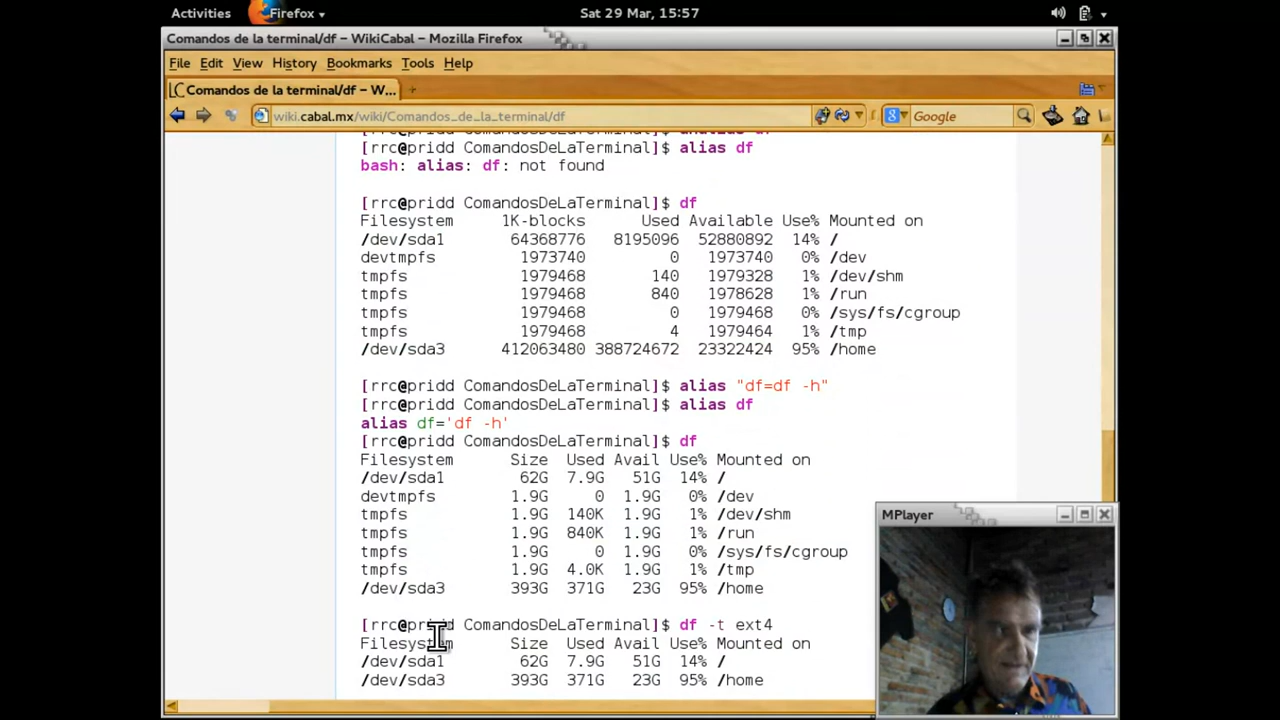 Activities Firefox Sat 29 Mar, 15:57
Comandos de la terminal/df – WikiCabal – Mozilla Firefox
File Edit View History Bookmarks Tools Help
Comandos de la terminal/df – W...
wiki.cabal.mx/wiki/Comandos_de_la_terminal/df Google
[rrc@pridd ComandosDeLaTerminal]$ alias df
bash: alias: df: not found
[rrc@pridd ComandosDeLaTerminal]$ df
Filesystem 1K-blocks Used Available Use% Mounted on
/dev/sda1 64368776 8195096 52880892 14% /
devtmpfs 1973740 0 1973740 0% /dev
tmpfs 1979468 140 1979328 1% /dev/shm
tmpfs 1979468 840 1978628 1% /run
tmpfs 1979468 0 1979468 0% /sys/fs/cgroup
tmpfs 1979468 4 1979464 1% /tmp
/dev/sda3 412063480 388724672 23322424 95% /home
[rrc@pridd ComandosDeLaTerminal]$ alias "df=df -h"
[rrc@pridd ComandosDeLaTerminal]$ alias df
alias df='df -h'
[rrc@pridd ComandosDeLaTerminal]$ df
Filesystem Size Used Avail Use% Mounted on
/dev/sda1 62G 7.9G 51G 14% /
devtmpfs 1.9G 0 1.9G 0% /dev
tmpfs 1.9G 140K 1.9G 1% /dev/shm
tmpfs 1.9G 840K 1.9G 1% /run
tmpfs 1.9G 0 1.9G 0% /sys/fs/cgroup
tmpfs 1.9G 4.0K 1.9G 1% /tmp
/dev/sda3 393G 371G 23G 95% /home
[rrc@pridd ComandosDeLaTerminal]$ df -t ext4
Filesystem Size Used Avail Use% Mounted on
/dev/sda1 62G 7.9G 51G 14% /
/dev/sda3 393G 371G 23G 95% /home
MPlayer